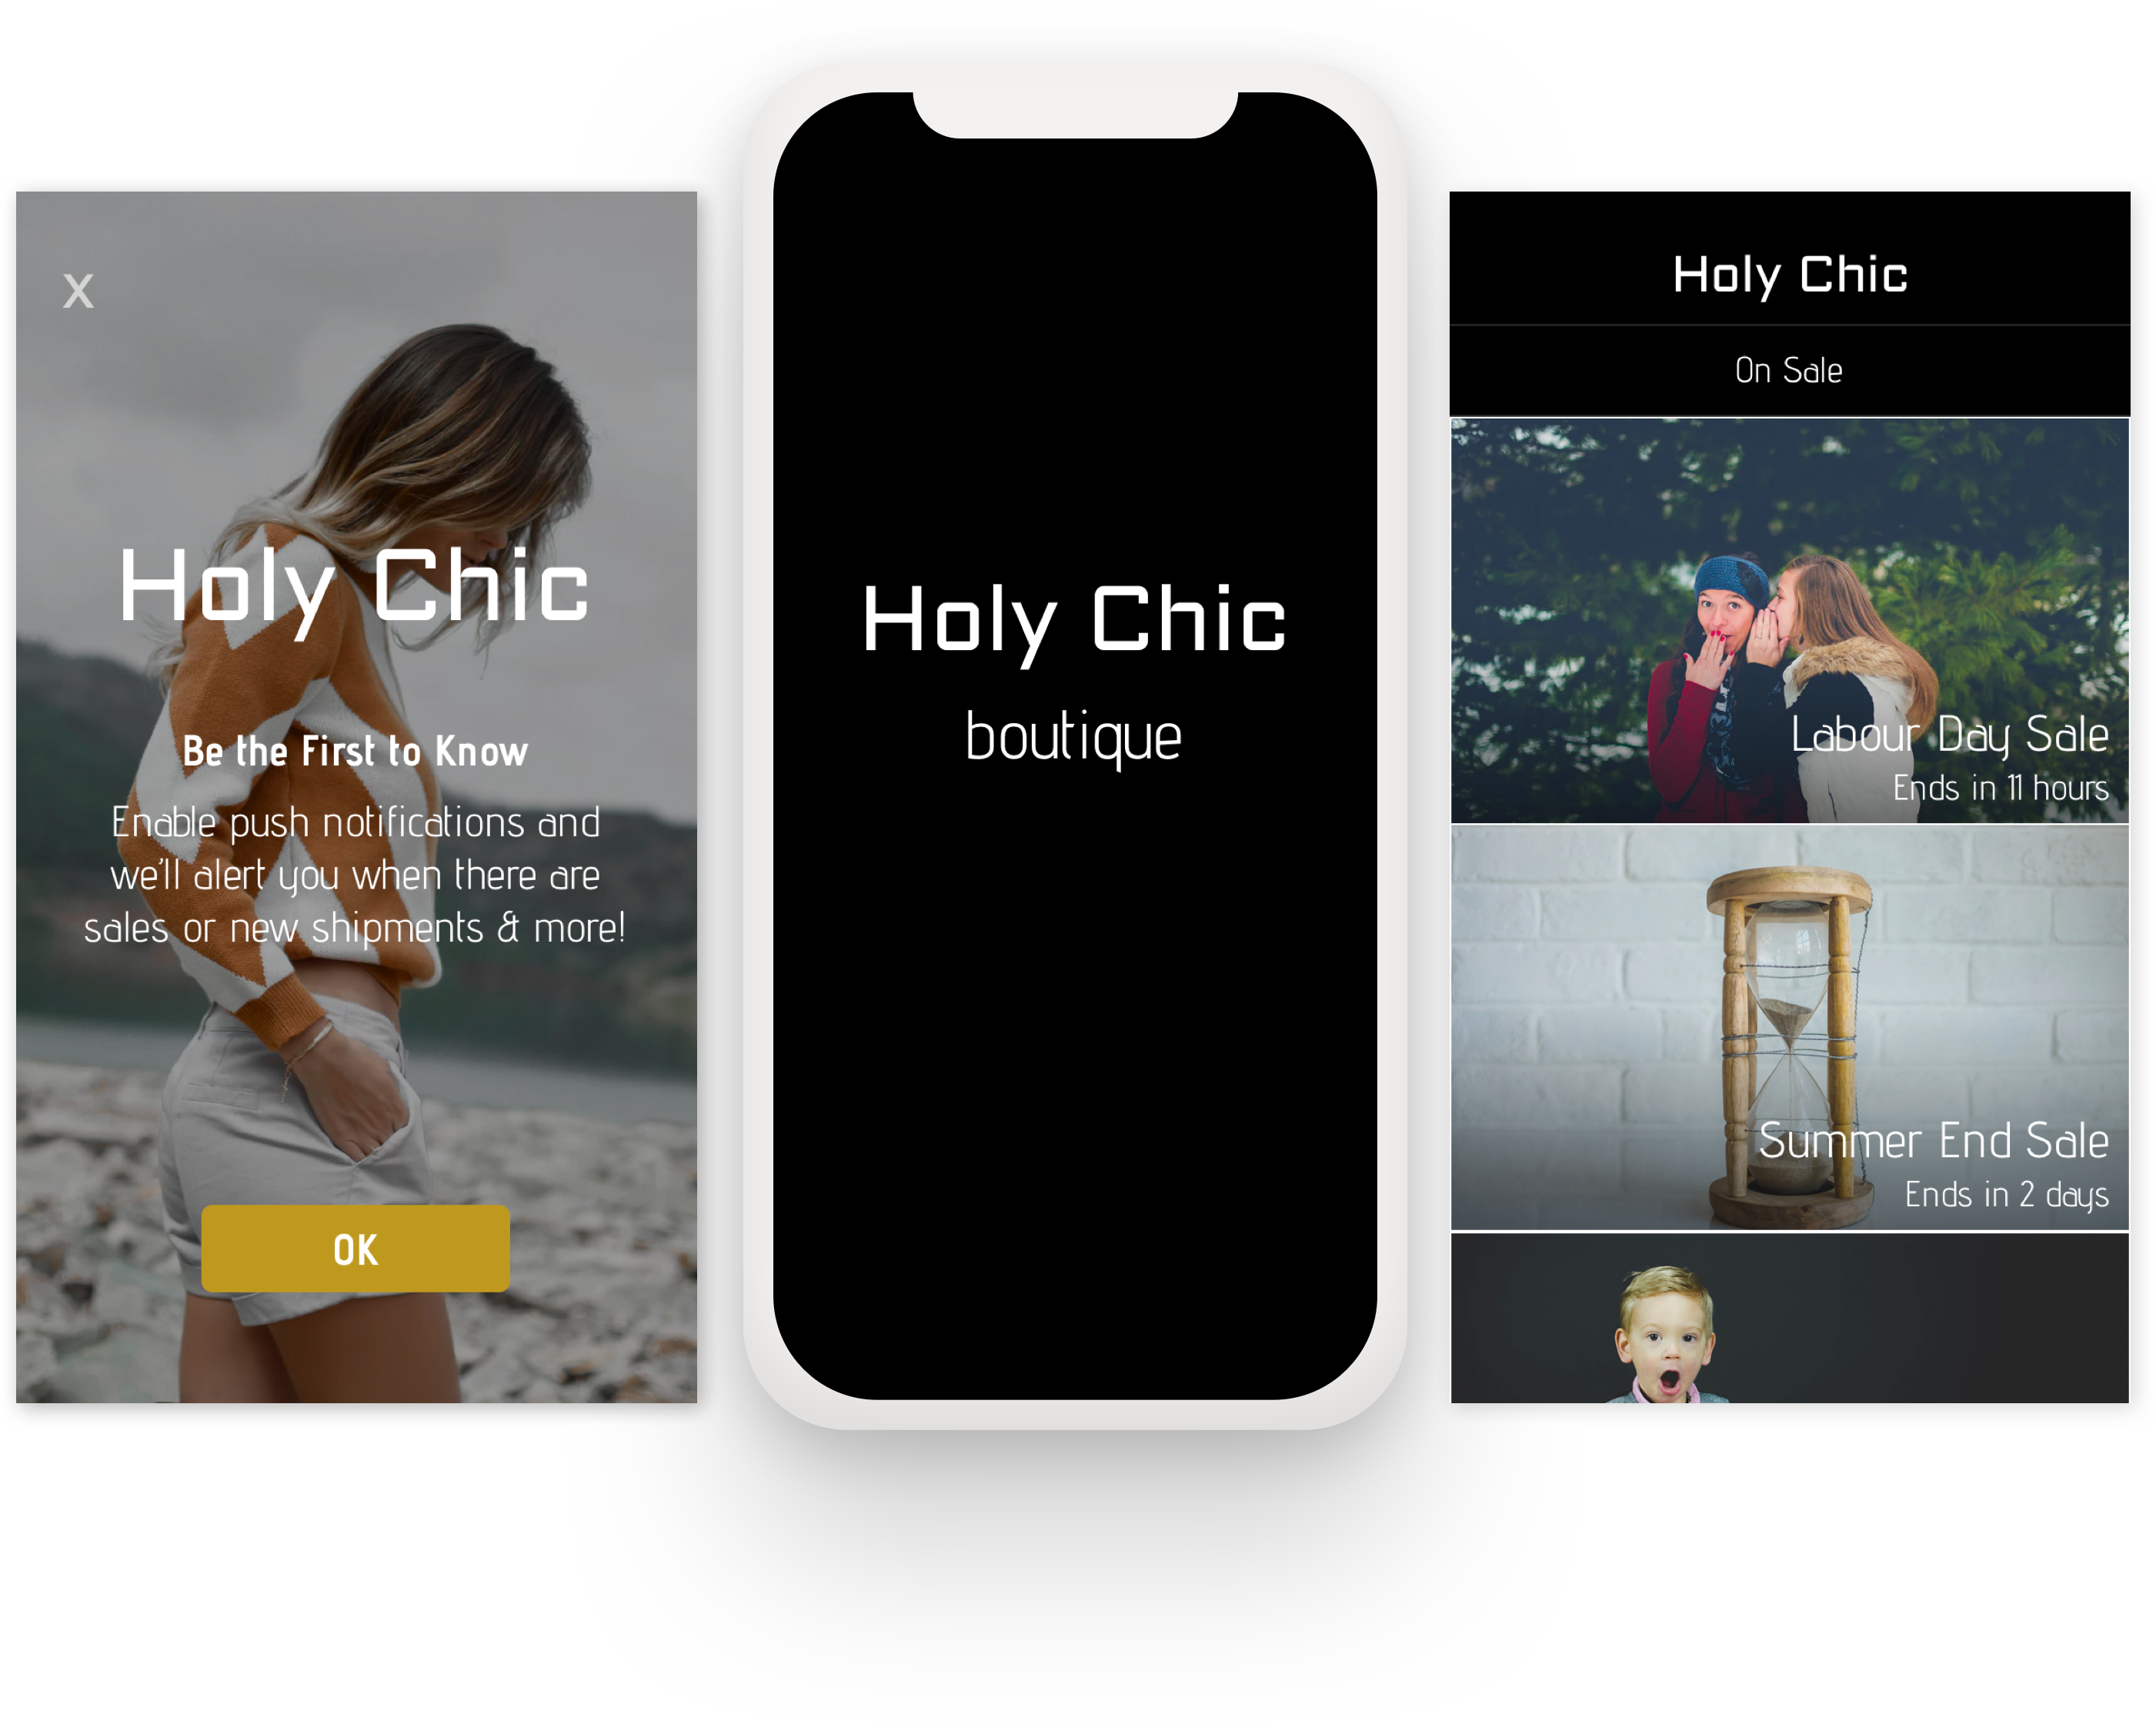 X
Holy Chic
Be the First to Know
Enable push notifications and
we'll alert you when there are
sales or new shipments & more!
OK
Holy Chic
boutique
Holy Chic
On Sale
Labour Day Sale
Ends in 11 hours
Summer End Sale
Ends in 2 days